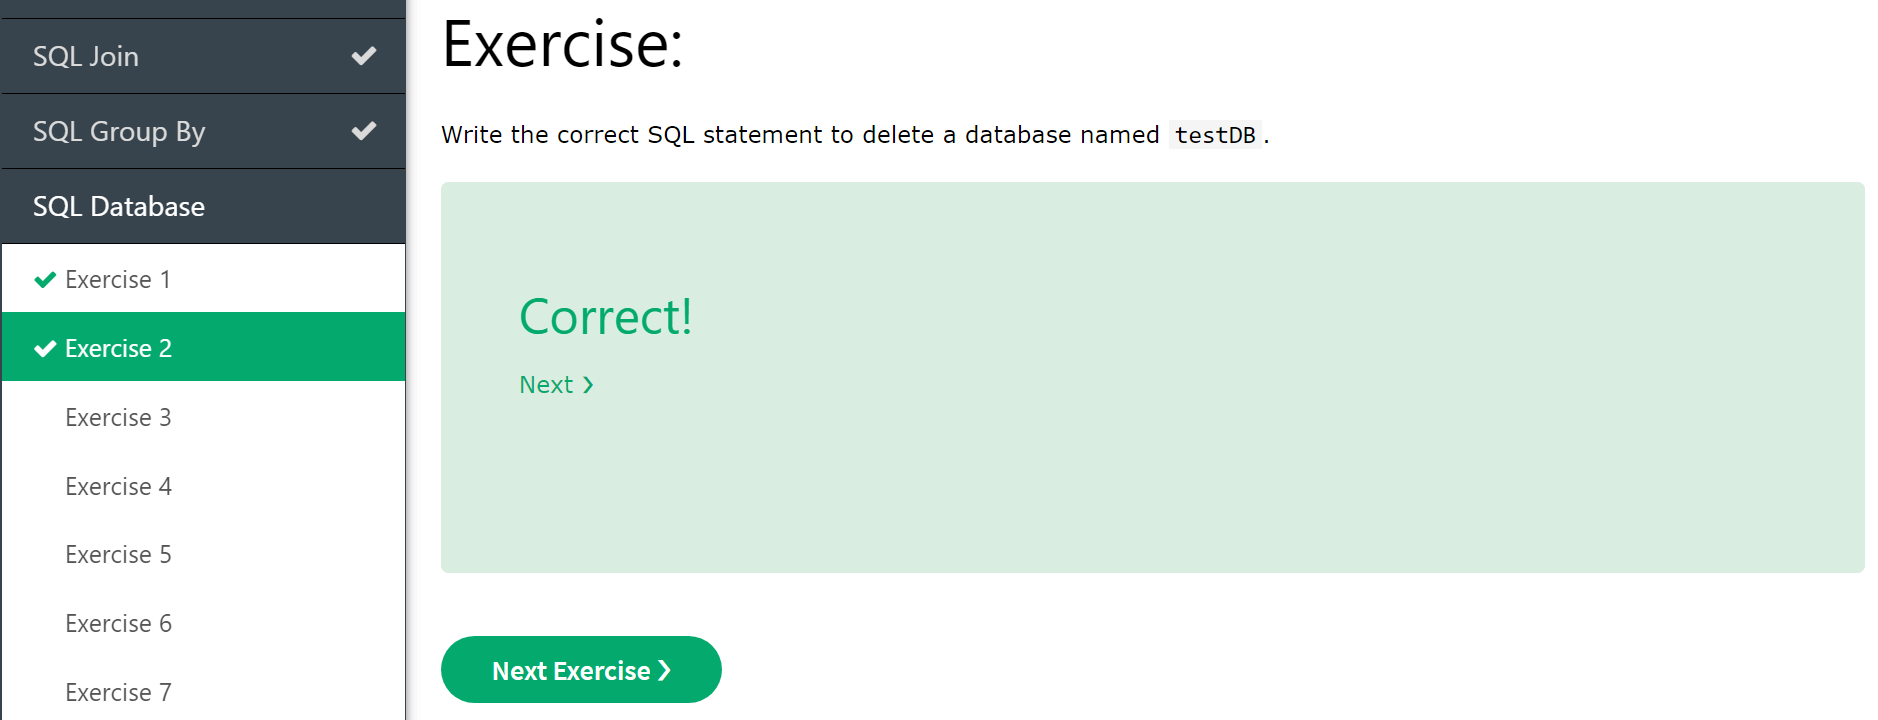 SQL Join
SQL Group By
SQL Database
Exercise 1
Exercise 2
Exercise 3
Exercise 4
Exercise 5
Exercise 6
Exercise 7
Exercise:
Write the correct SQL statement to delete a database named testDB.
Correct!
Next ❯
Next Exercise ❯